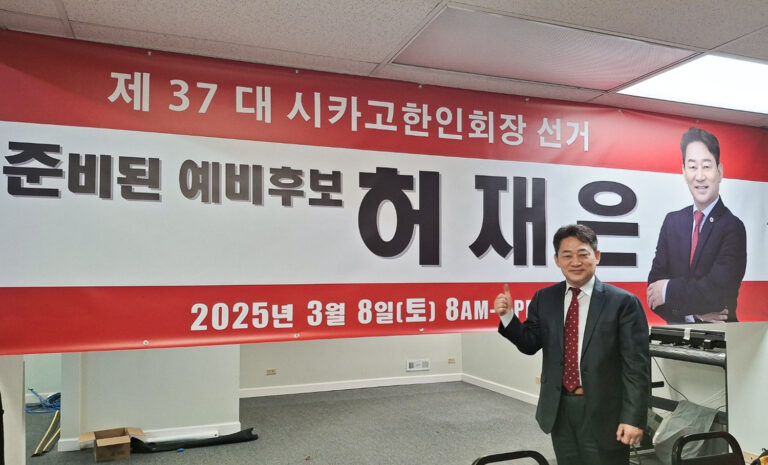 제 37 대 시카고한인회장 선거
준비된 예비후보 허재은
2025년 3월 8일(토) 8AM-